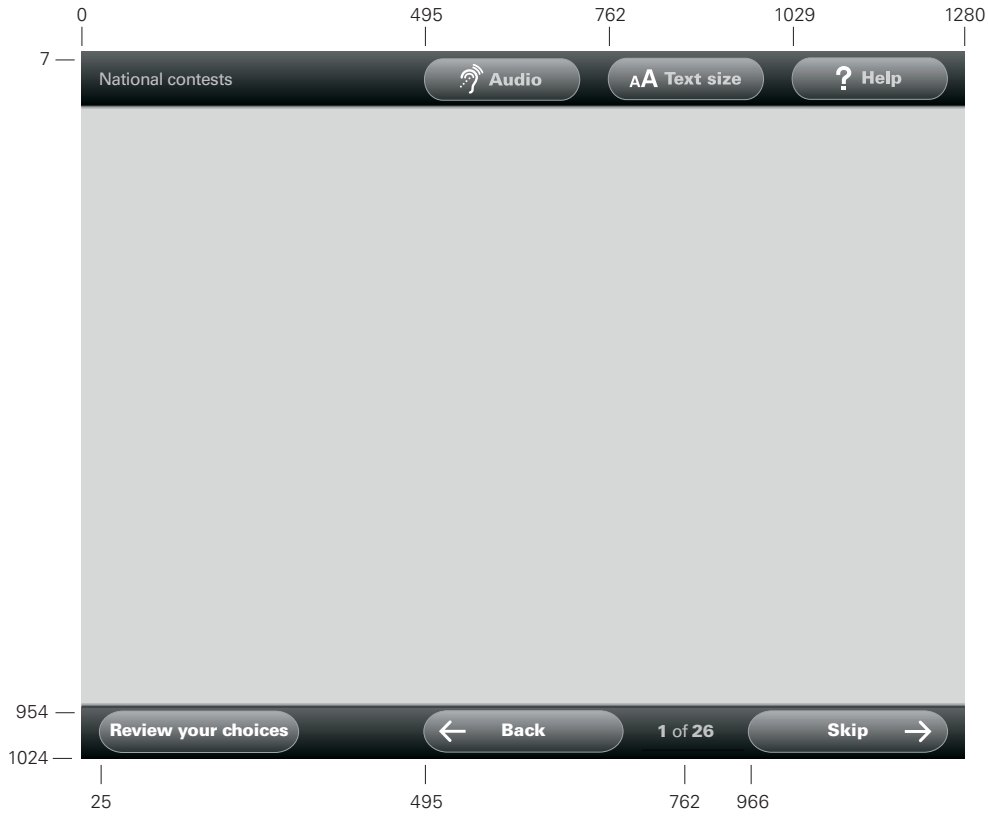 0 495 762 1029 1280
7
National contests Audio AA Text size ? Help
954
Review your choices Back 1 of 26 Skip
1024
25 495 762 966